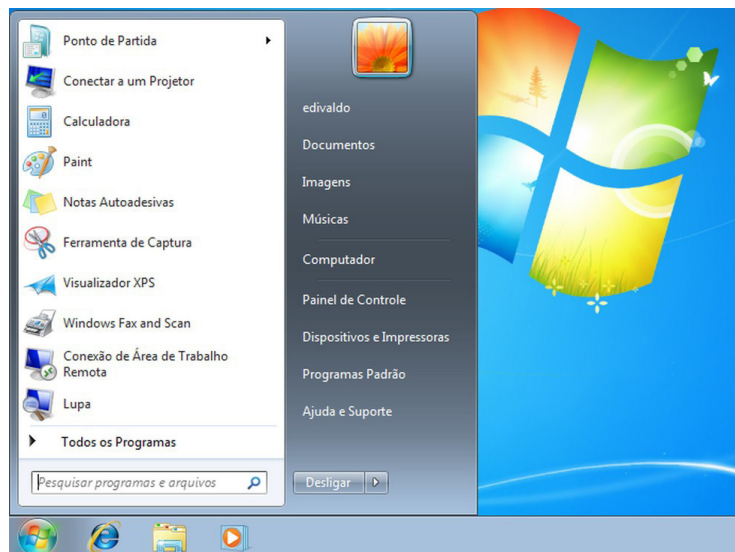 Ponto de Partida
Conectar a um Projetor
Calculadora
Paint
Notas Autoadesivas
Ferramenta de Captura
Visualizador XPS
Windows Fax and Scan
Conexão de Área de Trabalho
Remota
Lupa
Todos os Programas
Pesquisar programas e arquivos
edivaldo
Documentos
Imagens
Músicas
Computador
Painel de Controle
Dispositivos e Impressoras
Programas Padrão
Ajuda e Suporte
Desligar